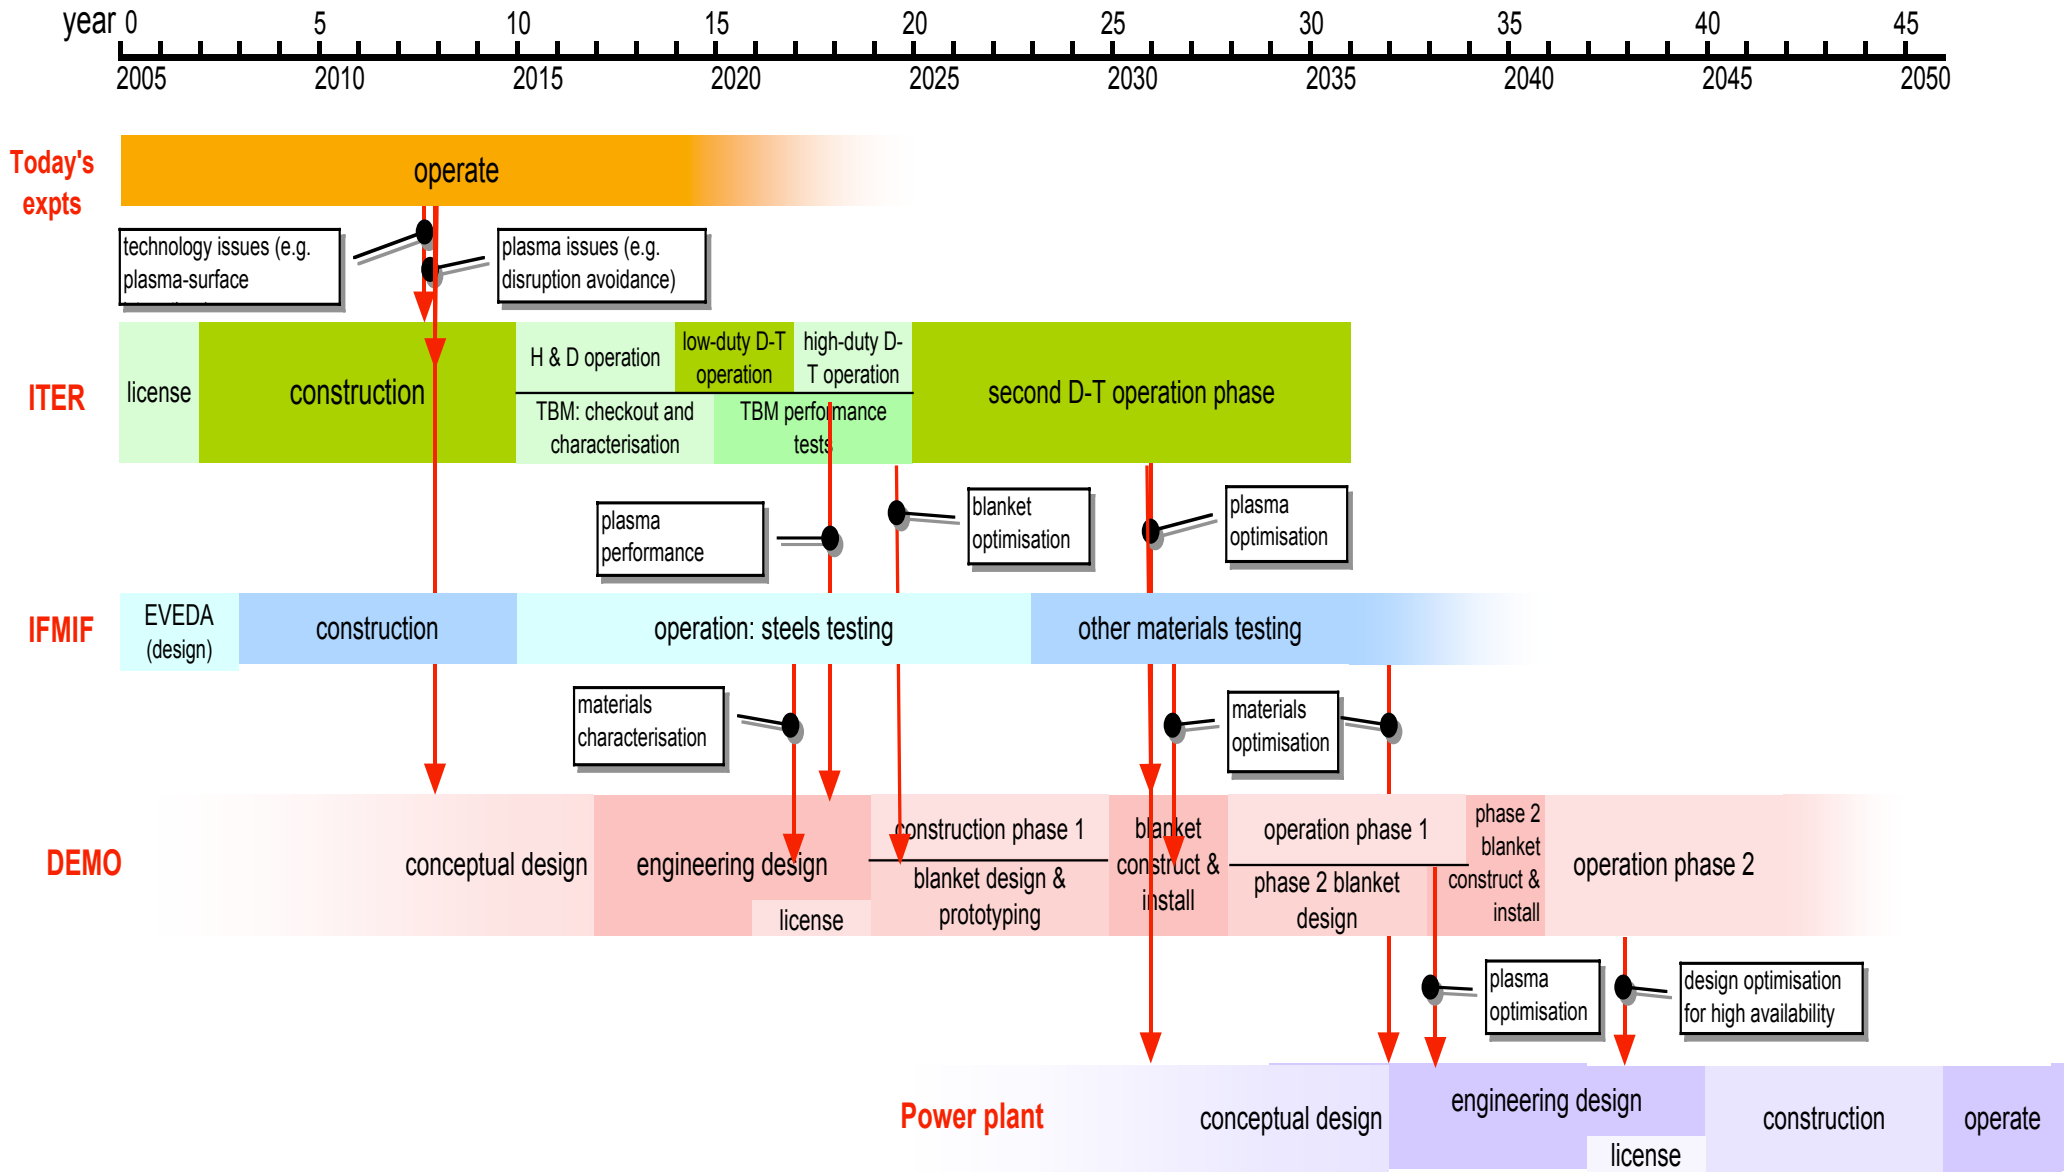 year 0 5 10 15 20 25 30 35 40 45
2005 2010 2015 2020 2025 2030 2035 2040 2045 2050
Today's
expts
operate
technology issues (e.g.
plasma-surface
plasma issues (e.g.
disruption avoidance)
ITER
license
construction
H & D operation
low-duty D-T
operation
high-duty D-
T operation
TBM: checkout and
characterisation
TBM performance
tests
second D-T operation phase
plasma
performance
blanket
optimisation
plasma
optimisation
IFMIF
EVEDA
(design)
construction
operation: steels testing
other materials testing
materials
characterisation
materials
optimisation
DEMO
conceptual design
engineering design
license
construction phase 1
blanket design &
prototyping
blanket
construct &
install
operation phase 1
phase 2 blanket
design
phase 2
blanket
construct &
install
operation phase 2
plasma
optimisation
design optimisation
for high availability
Power plant
conceptual design
engineering design
license
construction
operate